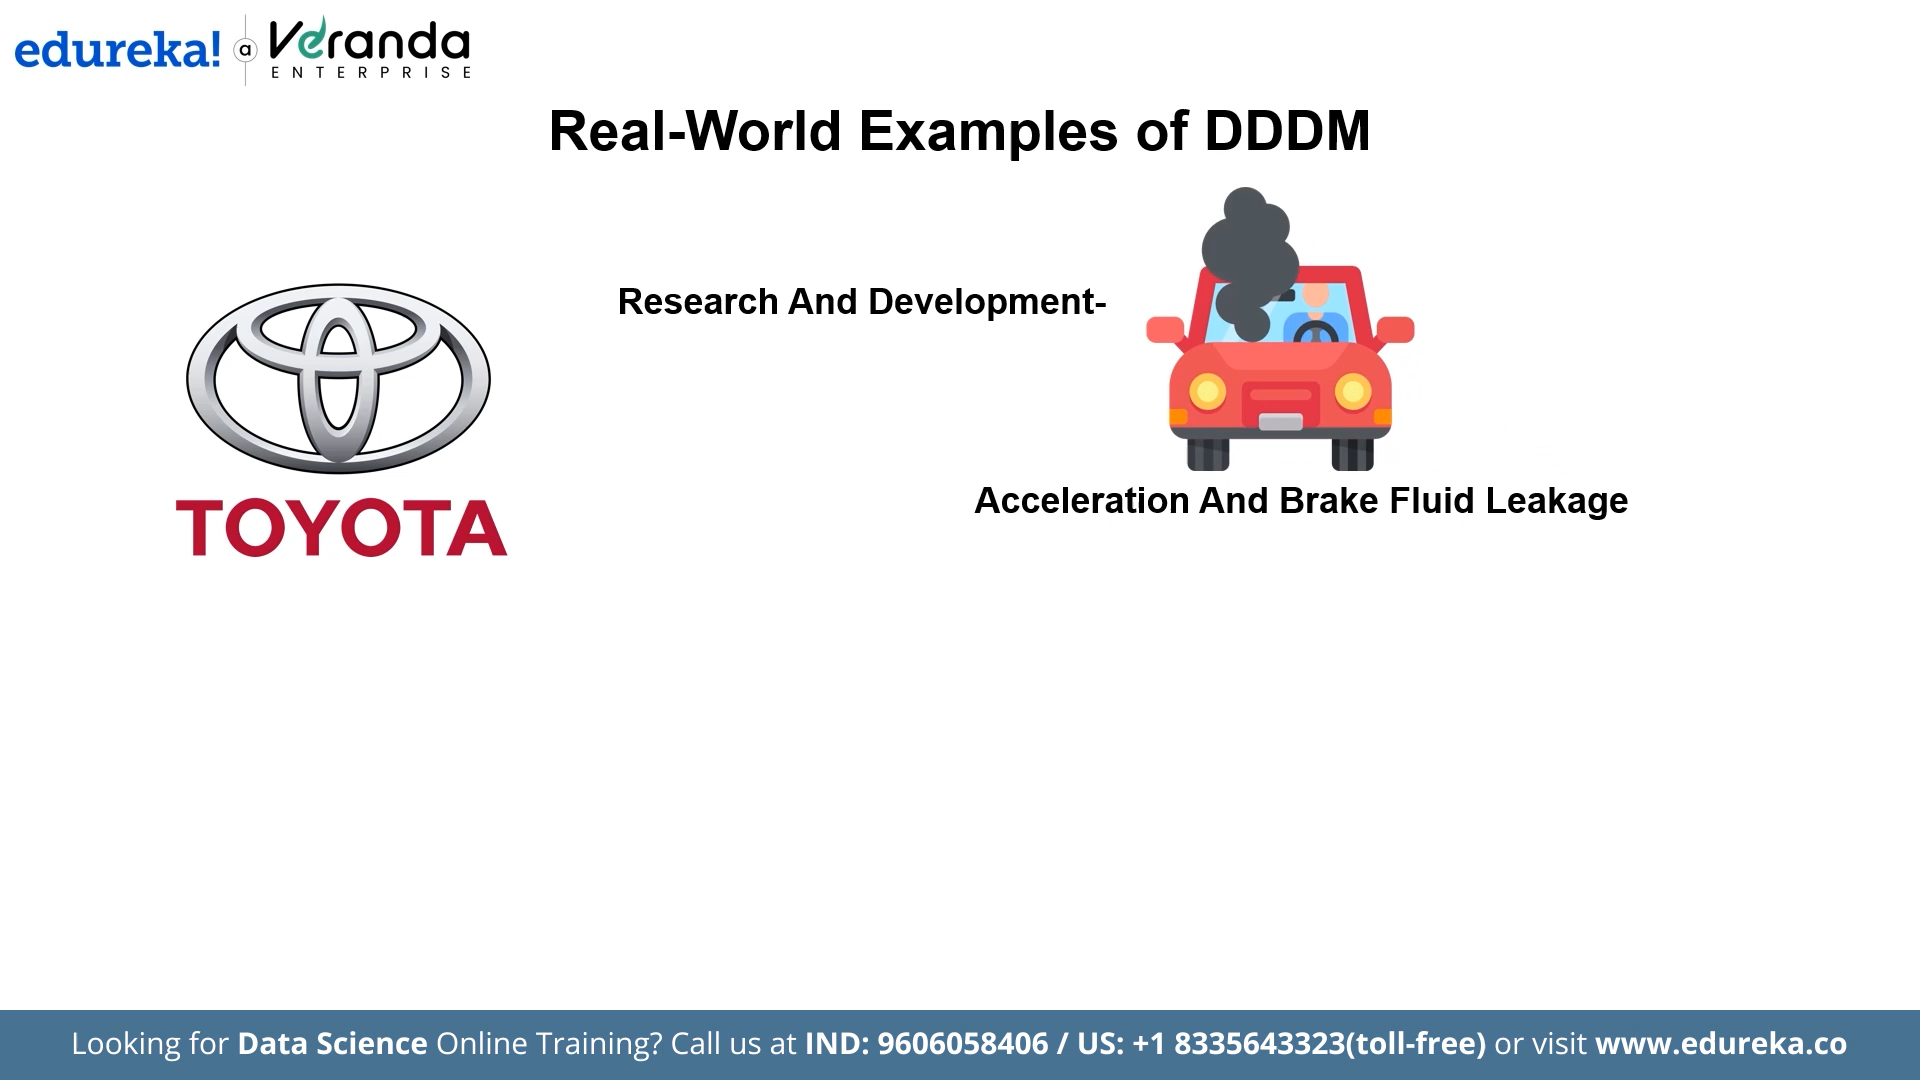 edureka! a Veranda
ENTERPRISE
Real-World Examples of DDDM
Research And Development-
TOYOTA
Acceleration And Brake Fluid Leakage
Looking for Data Science Online Training? Call us at IND: 9606058406 / US: +1 8335643323(toll-free) or visit www.edureka.co